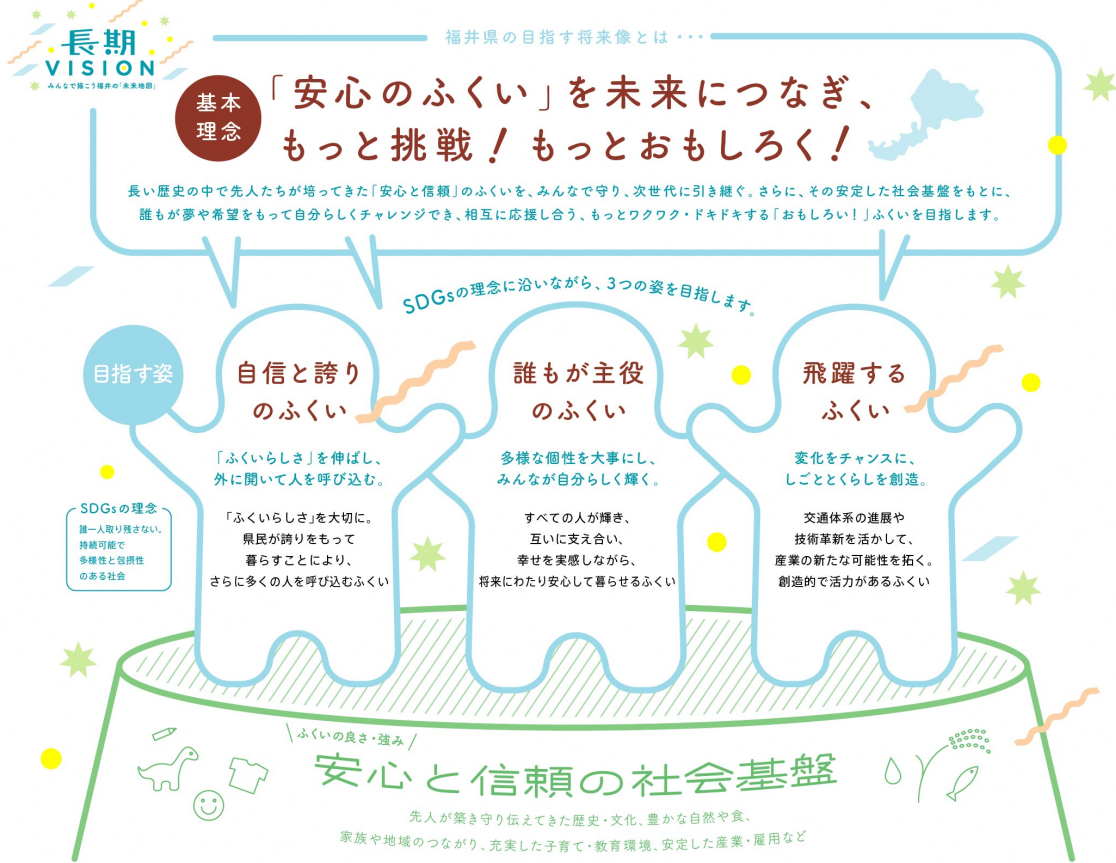 長期
VISION
みんなで描こう福井の「未来地図」
福井県の目指す将来像とは・・・
基本
理念
「安心のふくい」を未来につなぎ、
もっと挑戦！もっとおもしろく！
長い歴史の中で先人たちが培ってきた「安心と信頼」のふくいを、みんなで守り、次世代に引き継ぐ。さらに、その安定した社会基盤をもとに、
誰もが夢や希望をもって自分らしくチャレンジでき、相互に応援し合う、もっとワクワク・ドキドキする「おもしろい！」ふくいを目指します。
SDGsの理念に沿いながら、3つの姿を目指します。
目指す姿
自信と誇り
のふくい
「ふくいらしさ」を伸ばし、
外に開いて人を呼び込む。
「ふくいらしさ」を大切に。
県民が誇りをもって
暮らすことにより、
さらに多くの人を呼び込むふくい
誰もが主役
のふくい
多様な個性を大事にし、
みんなが自分らしく輝く。
すべての人が輝き、
互いに支え合い、
幸せを実感しながら、
将来にわたり安心して暮らせるふくい
飛躍する
ふくい
変化をチャンスに、
しごととくらしを創造。
交通体系の進展や
技術革新を活かして、
産業の新たな可能性を拓く。
創造的で活力があるふくい
SDGsの理念
誰一人取り残さない。
持続可能で
多様性と包摂性
のある社会
ふくいの良さ・強み
安心と信頼の社会基盤
先人が築き守り伝えてきた歴史・文化、豊かな自然や食、
家族や地域のつながり、充実した子育て・教育環境、安定した産業・雇用など